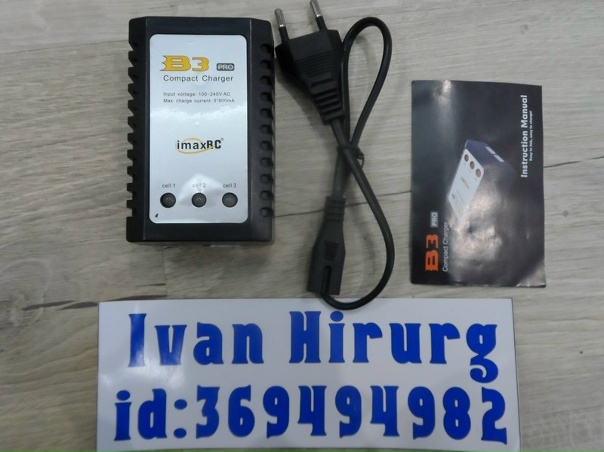 B3 PRO
Compact Charger
Input voltage: 100-240V AC
Max. charge current: 3*800mA
imaxRC
cell 1 cell 2 cell 3
Instruction Manual
B3 PRO
Compact Charger
Ivan Hirurg
id:369494982